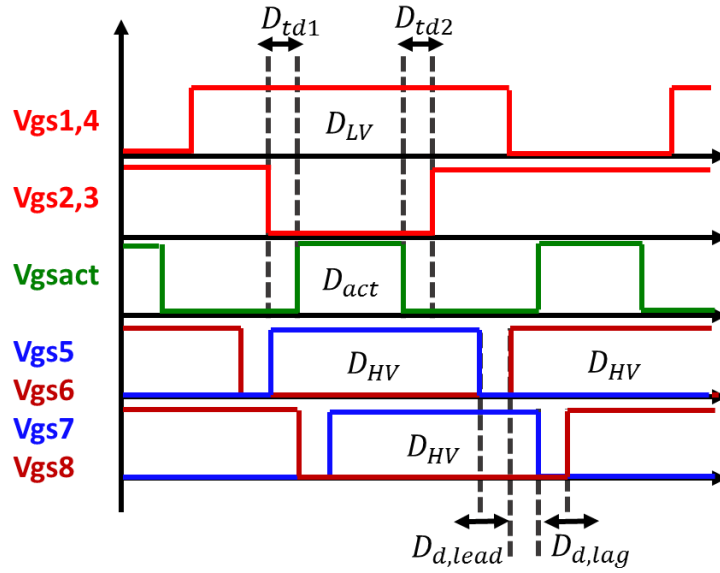 D_{td1} D_{td2}
Vgs1,4 D_{LV}
Vgs2,3
Vgsact D_{act}
Vgs5 D_{HV} D_{HV}
Vgs6
Vgs7 D_{HV}
Vgs8
D_{d,lead} D_{d,lag}